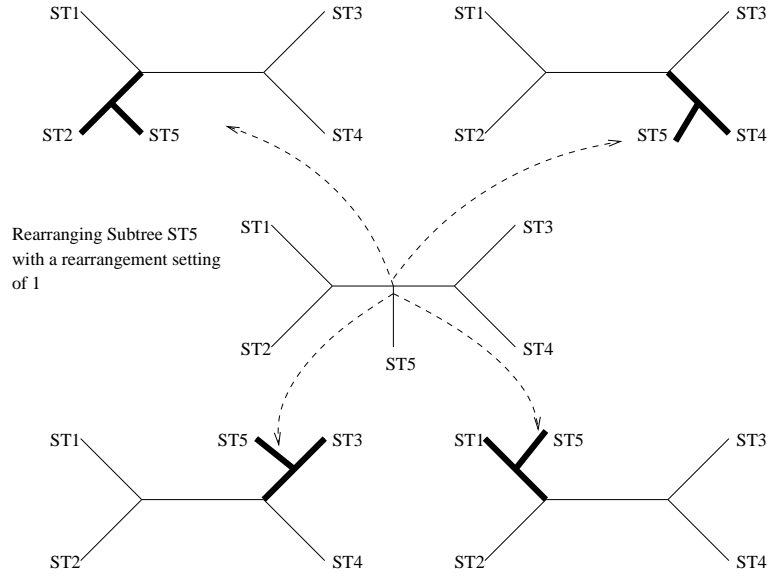 ST1
ST3
ST2
ST5
ST4
ST1
ST3
ST2
ST5
ST4
Rearranging Subtree ST5
with a rearrangement setting
of 1
ST1
ST3
ST2
ST4
ST5
ST1
ST5
ST3
ST2
ST4
ST1
ST5
ST3
ST2
ST4